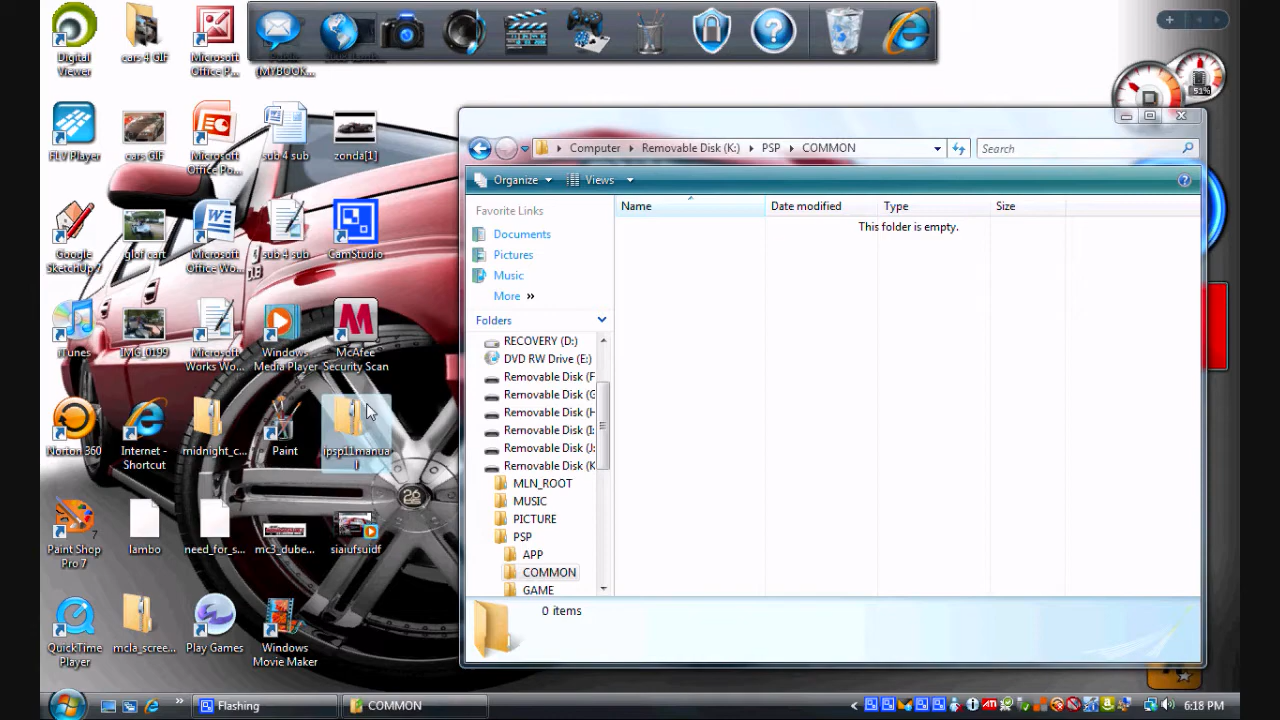 Digital
Viewer
cars 4 GIF
Microsoft
Office P...
(MYBOOK...
51%
FLV Player
cars GIF
Microsoft
Office Po...
sub 4 sub
zonda[1]
Google
SketchUp 7
glof cart
Microsoft
Office Wo...
sub 4 sub
CamStudio
iTunes
IMG_0199
Microsoft
Works Wo...
Windows
Media Player
McAfee
Security Scan
Norton 360
Internet -
Shortcut
midnight_c...
Paint
ipsp11manua
l
Paint Shop
Pro 7
lambo
need_for_s...
mc3_dube...
siaiufsuidf
QuickTime
Player
mcla_scree...
Play Games
Windows
Movie Maker
Computer
Removable Disk (K:)
PSP
COMMON
Search
Organize
Views
Favorite Links
Documents
Pictures
Music
More »
Folders
RECOVERY (D:)
DVD RW Drive (E:)
Removable Disk (F
Removable Disk (G
Removable Disk (H
Removable Disk (I:
Removable Disk (J:
Removable Disk (K
MLN_ROOT
MUSIC
PICTURE
PSP
APP
COMMON
GAME
Name
Date modified
Type
Size
This folder is empty.
0 items
26
Flashing
COMMON
6:18 PM